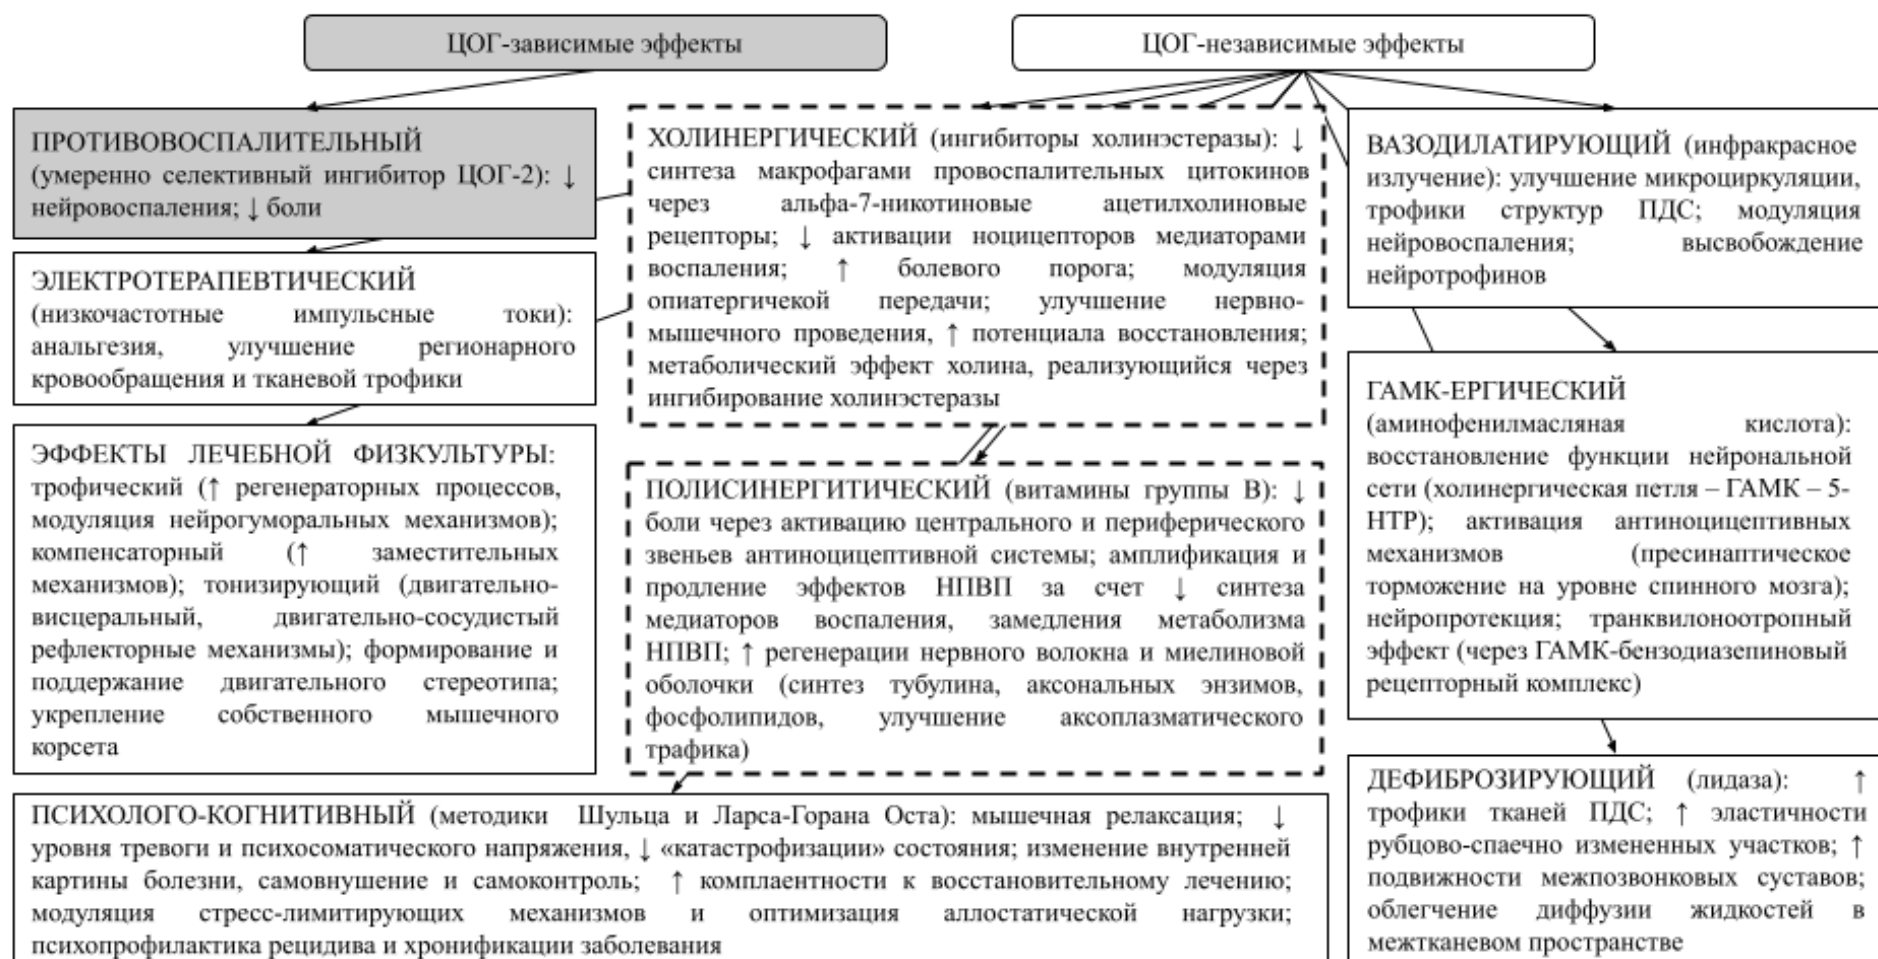 ЦОГ-зависимые эффекты
ЦОГ-независимые эффекты
ПРОТИВОВОСПАЛИТЕЛЬНЫЙ
(умеренно селективный ингибитор ЦОГ-2): ↓
нейровоспаления; ↓ боли
ЭЛЕКТРОТЕРАПЕВТИЧЕСКИЙ
(низкочастотные импульсные токи):
анальгезия, улучшение регионарного
кровообращения и тканевой трофики
ЭФФЕКТЫ ЛЕЧЕБНОЙ ФИЗКУЛЬТУРЫ:
трофический (↑ регенераторных процессов,
модуляция нейрогуморальных механизмов);
компенсаторный (↑ заместительных
механизмов); тонизирующий (двигательно-
висцеральный, двигательно-сосудистый
рефлекторные механизмы); формирование и
поддержание двигательного стереотипа;
укрепление собственного мышечного
корсета
ХОЛИНЕРГИЧЕСКИЙ (ингибиторы холинэстеразы): ↓
синтеза макрофагами провоспалительных цитокинов
через альфа-7-никотиновые ацетилхолиновые
рецепторы; ↓ активации ноцицепторов медиаторами
воспаления; ↑ болевого порога; модуляция
опиатергичекой передачи; улучшение нервно-
мышечного проведения, ↑ потенциала восстановления;
метаболический эффект холина, реализующийся через
ингибирование холинэстеразы
ПОЛИСИНЕРГИТИЧЕСКИЙ (витамины группы В): ↓
боли через активацию центрального и периферического
звеньев антиноцицептивной системы; амплификация и
продление эффектов НПВП за счет ↓ синтеза
медиаторов воспаления, замедления метаболизма
НПВП; ↑ регенерации нервного волокна и миелиновой
оболочки (синтез тубулина, аксональных энзимов,
фосфолипидов, улучшение аксоплазматического
трафика)
ПСИХОЛОГО-КОГНИТИВНЫЙ (методики Шульца и Ларса-Горана Оста): мышечная релаксация; ↓
уровня тревоги и психосоматического напряжения, ↓ «катастрофизации» состояния; изменение внутренней
картины болезни, самовнушение и самоконтроль; ↑ комплаентности к восстановительному лечению;
модуляция стресс-лимитирующих механизмов и оптимизация аллостатической нагрузки;
психопрофилактика рецидива и хронификации заболевания
ВАЗОДИЛАТИРУЮЩИЙ (инфракрасное
излучение): улучшение микроциркуляции,
трофики структур ПДС; модуляция
нейровоспаления; высвобождение
нейротрофинов
ГАМК-ЕРГИЧЕСКИЙ
(аминофенилмасляная кислота):
восстановление функции нейрональной
сети (холинергическая петля – ГАМК – 5-
НТР); активация антиноцицептивных
механизмов (пресинаптическое
торможение на уровне спинного мозга);
нейропротекция; транквилоноотропный
эффект (через ГАМК-бензодиазепиновый
рецепторный комплекс)
ДЕФИБРОЗИРУЮЩИЙ (лидаза): ↑
трофики тканей ПДС; ↑ эластичности
рубцово-спаечно измененных участков; ↑
подвижности межпозвонковых суставов;
облегчение диффузии жидкостей в
межтканевом пространстве